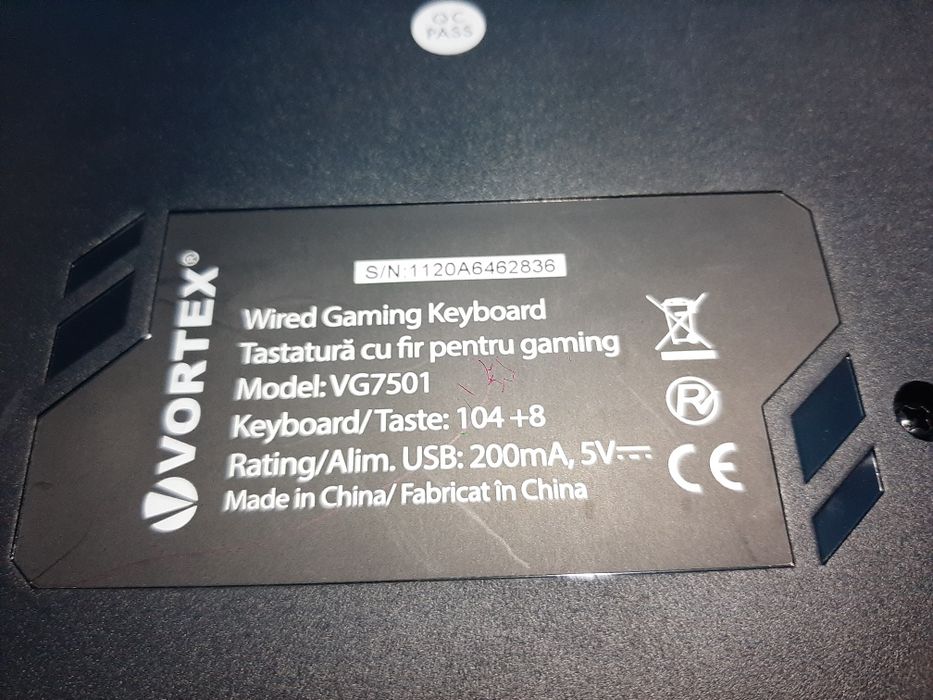 QC
PASS
VORTEX®
S/N:1120A6462836
Wired Gaming Keyboard
Tastatură cu fir pentru gaming
Model: VG7501
Keyboard/Taste: 104 +8
Rating/Alim. USB: 200mA, 5V⎓
Made in China/ Fabricat în China
R
CE